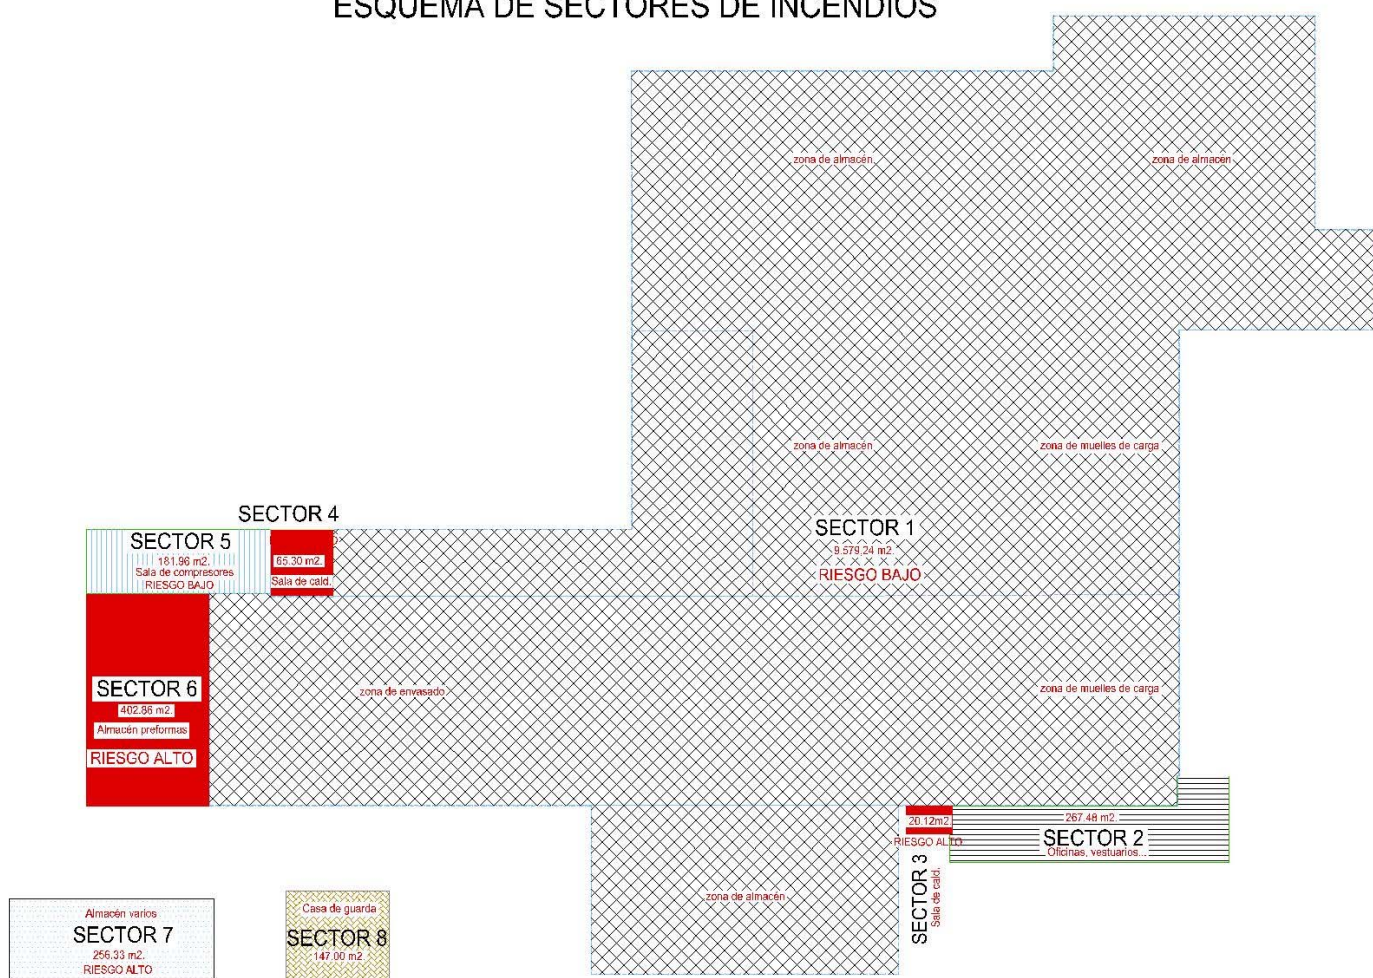 ESQUEMA DE SECTORES DE INCENDIOS
zona de almacén
zona de almacén
zona de almacén
zona de muelles de carga
SECTOR 1
9.579,24 m2.
RIESGO BAJO
SECTOR 4
65.30 m2.
Sala de cald.
SECTOR 5
181.96 m2.
Sala de compresores
RIESGO BAJO
SECTOR 6
402.86 m2.
Almacén preformas
RIESGO ALTO
zona de envasado
zona de muelles de carga
20.12m2.
RIESGO ALTO
SECTOR 3
Sala de cald.
267.48 m2.
SECTOR 2
Oficinas, vestuarios...
zona de almacén
Almacén varios
SECTOR 7
256.33 m2.
RIESGO ALTO
Casa de guarda
SECTOR 8
147.00 m2.